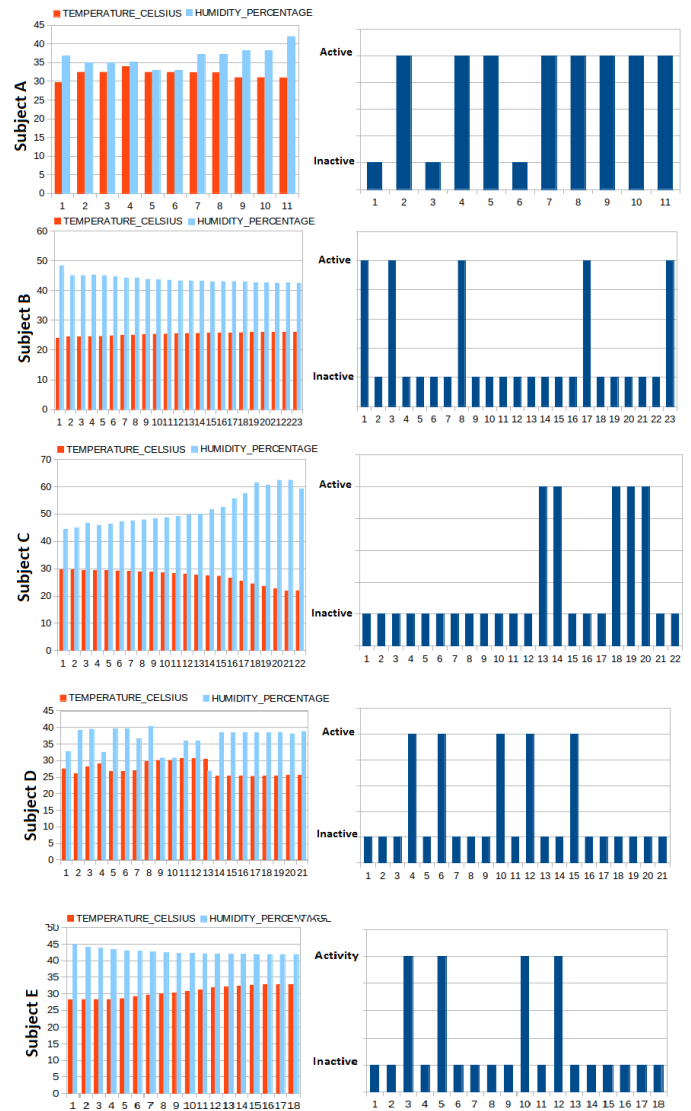 TEMPERATURE_CELSIUS HUMIDITY_PERCENTAGE
Subject A
45
40
35
30
25
20
15
10
5
0
1 2 3 4 5 6 7 8 9 10 11
Active
Inactive
1 2 3 4 5 6 7 8 9 10 11
TEMPERATURE_CELSIUS HUMIDITY_PERCENTAGE
Subject B
60
50
40
30
20
10
0
1 2 3 4 5 6 7 8 9 10 11 12 13 14 15 16 17 18 19 20 21 22 23
Active
Inactive
1 2 3 4 5 6 7 8 9 10 11 12 13 14 15 16 17 18 19 20 21 22 23
TEMPERATURE_CELSIUS HUMIDITY_PERCENTAGE
Subject C
70
60
50
40
30
20
10
0
1 2 3 4 5 6 7 8 9 10 11 12 13 14 15 16 17 18 19 20 21 22
Active
Inactive
1 2 3 4 5 6 7 8 9 10 11 12 13 14 15 16 17 18 19 20 21 22
TEMPERATURE_CELSIUS HUMIDITY_PERCENTAGE
Subject D
45
40
35
30
25
20
15
10
5
0
1 2 3 4 5 6 7 8 9 10 11 12 13 14 15 16 17 18 19 20 21
Active
Inactive
1 2 3 4 5 6 7 8 9 10 11 12 13 14 15 16 17 18 19 20 21
TEMPERATURE_CELSIUS
Subject E
50
45
40
35
30
25
20
15
10
5
0
1 2 3 4 5 6 7 8 9 10 11 12 13 14 15 16 17 18
Activity
Inactive
1 2 3 4 5 6 7 8 9 10 11 12 13 14 15 16 17 18